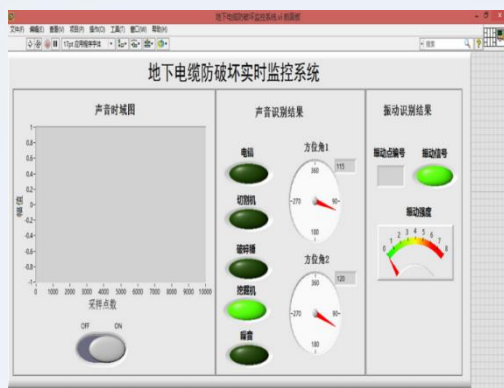 地下电缆防破坏实时监控系统.vi 前面板
文件(F) 编辑(E) 查看(V) 项目(P) 操作(O) 工具(T) 窗口(W) 帮助(H)
17pt 应用程序字体
搜索
地下电缆防破坏实时监控系统
声音时域图
幅值
1
0.8
0.6
0.4
0.2
0
-0.2
-0.4
-0.6
-0.8
-1
0 1000 2000 3000 4000 5000 6000 7000 8000 9000 10000
采样点数
OFF ON
声音识别结果
电钻
切割机
破碎锤
挖掘机
噪音
方位角1
115
360
270 90
180
方位角2
120
360
270 90
180
振动识别结果
振动点编号 振动信号
振动强度
0 1 2 3 4 5 6 7 8